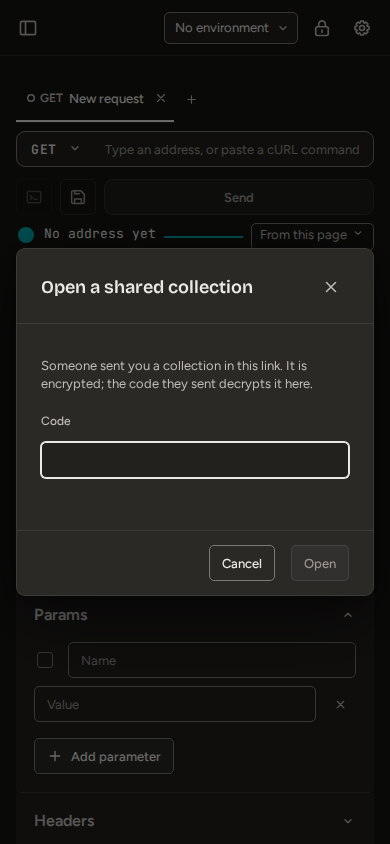 No environment
GET New request
GET
Type an address, or paste a cURL command
Send
No address yet
From this page
Open a shared collection
Someone sent you a collection in this link. It is
encrypted; the code they sent decrypts it here.
Code
Cancel
Open
Params
Name
Value
Add parameter
Headers